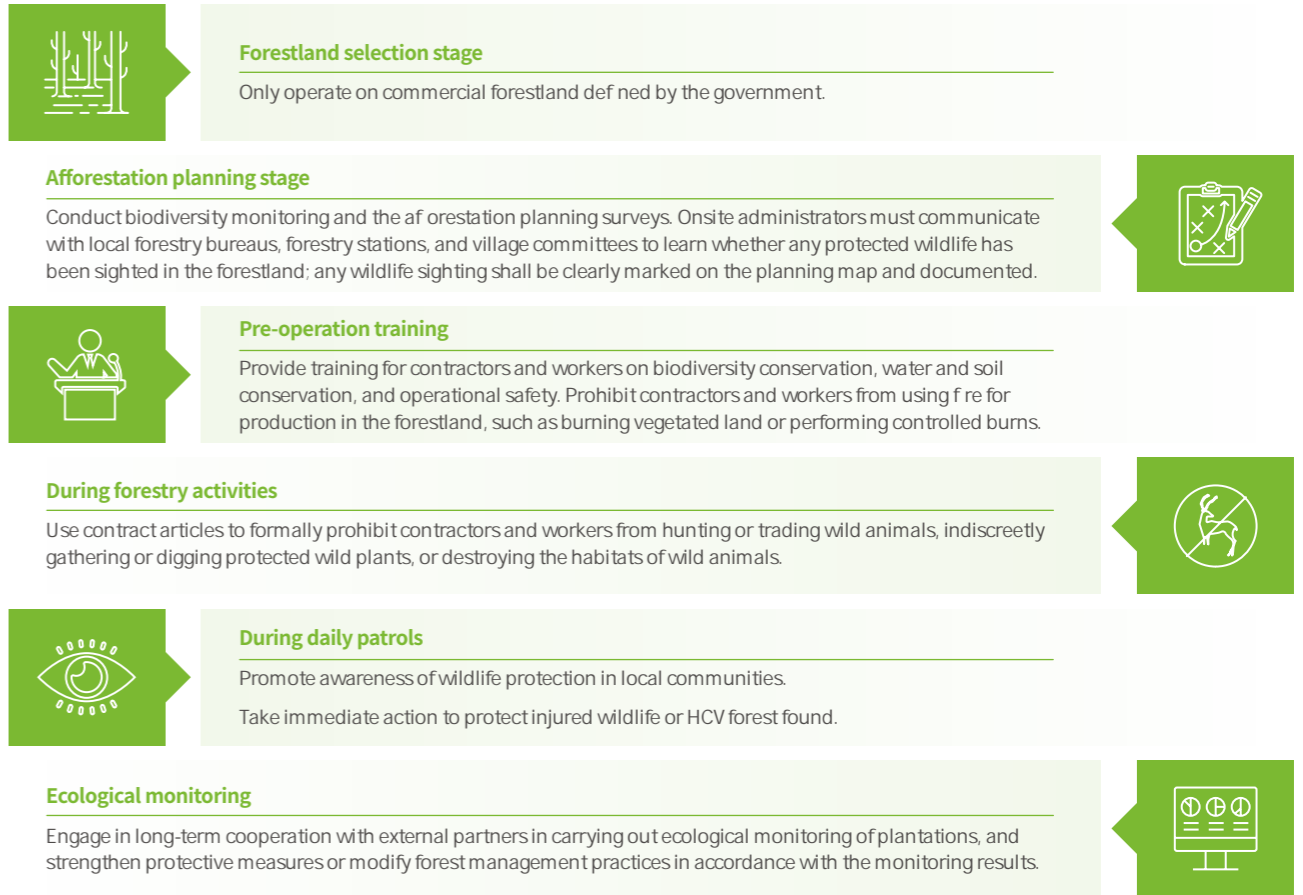 Forestland selection stage
Only operate on commercial forestland def ned by the government.
Afforestation planning stage
Conduct biodiversity monitoring and the af orestation planning surveys. Onsite administrators must communicate
with local forestry bureaus, forestry stations, and village committees to learn whether any protected wildlife has
been sighted in the forestland; any wildlife sighting shall be clearly marked on the planning map and documented.
Pre-operation training
Provide training for contractors and workers on biodiversity conservation, water and soil
conservation, and operational safety. Prohibit contractors and workers from using f re for
production in the forestland, such as burning vegetated land or performing controlled burns.
During forestry activities
Use contract articles to formally prohibit contractors and workers from hunting or trading wild animals, indiscreetly
gathering or digging protected wild plants, or destroying the habitats of wild animals.
During daily patrols
Promote awareness of wildlife protection in local communities.
Take immediate action to protect injured wildlife or HCV forest found.
Ecological monitoring
Engage in long-term cooperation with external partners in carrying out ecological monitoring of plantations, and
strengthen protective measures or modify forest management practices in accordance with the monitoring results.